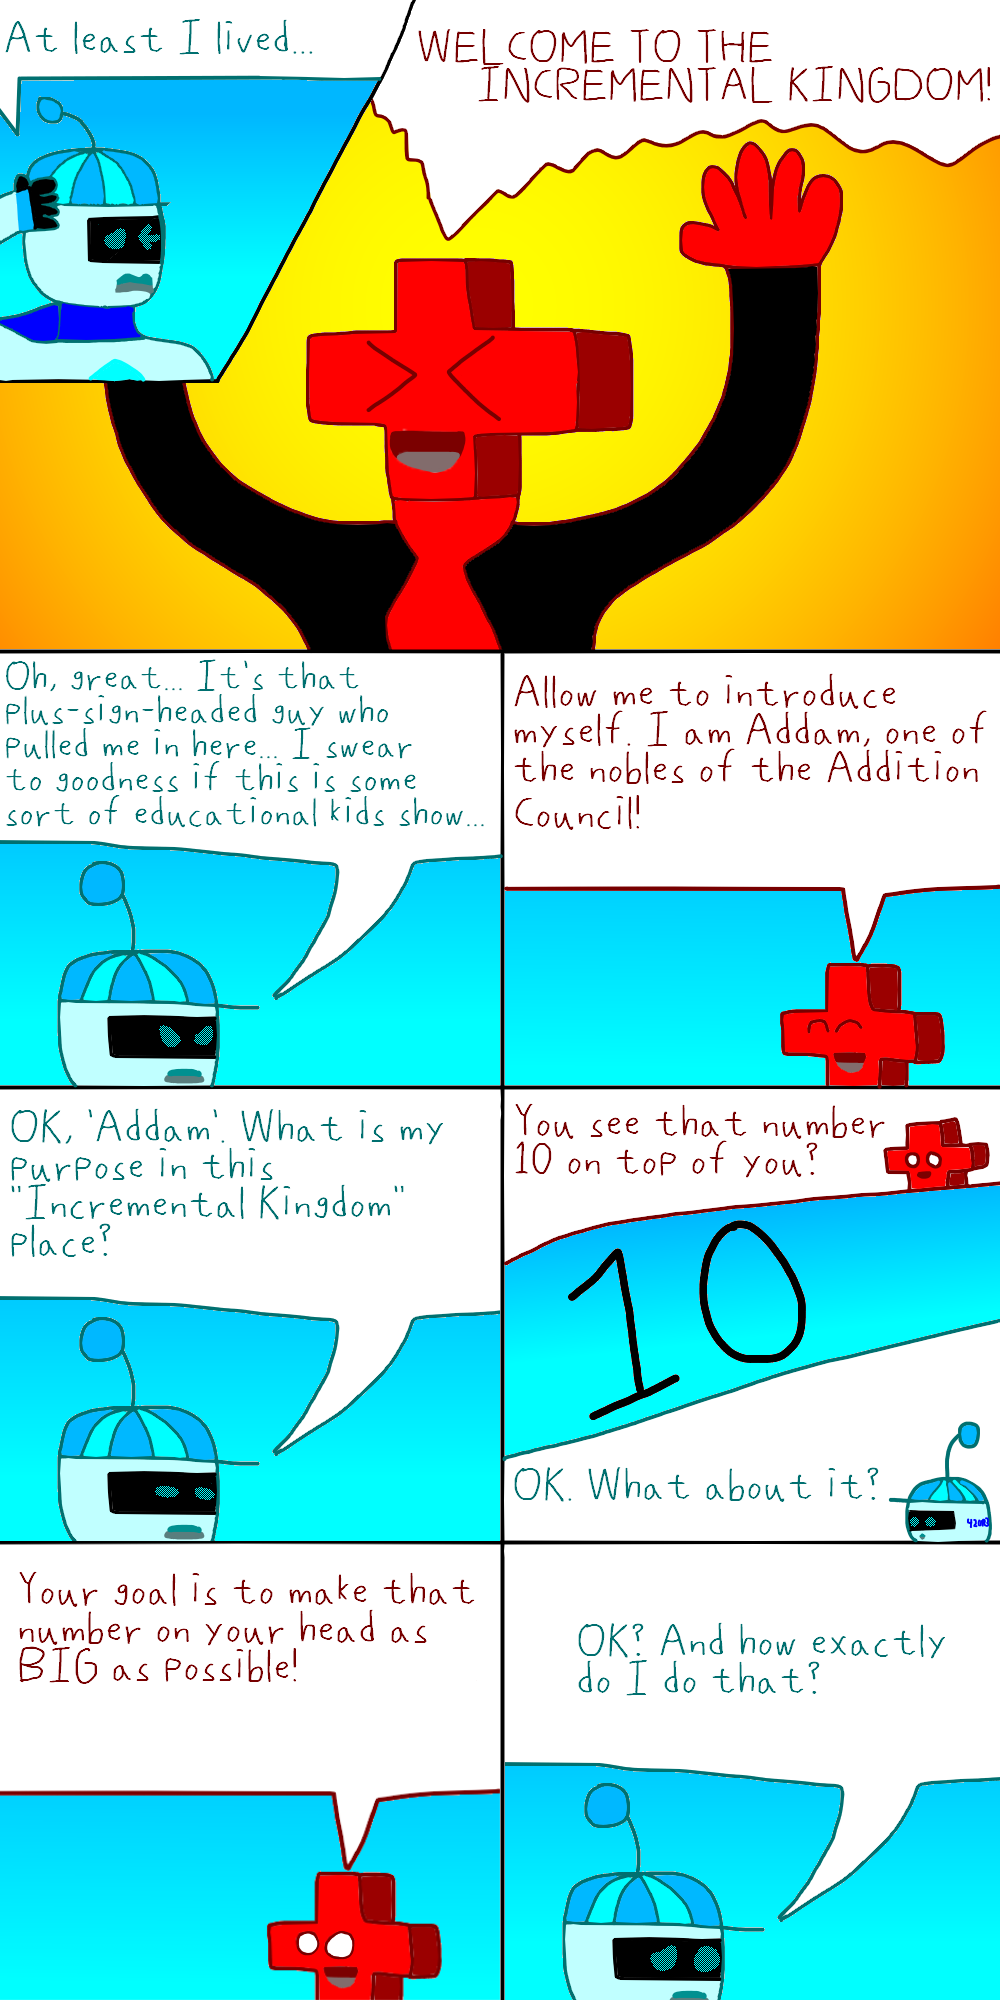 At least I lived...
WELCOME TO THE
INCREMENTAL KINGDOM!
Oh, great... It's that
plus-sign-headed guy who
pulled me in here... I swear
to goodness if this is some
sort of educational kids show...
Allow me to introduce
myself. I am Addam, one of
the nobles of the Addition
Council!
OK, 'Addam'. What is my
purpose in this
"Incremental Kingdom"
place?
You see that number
10 on top of you?
10
OK. What about it?
Your goal is to make that
number on your head as
BIG as possible!
OK? And how exactly
do I do that?